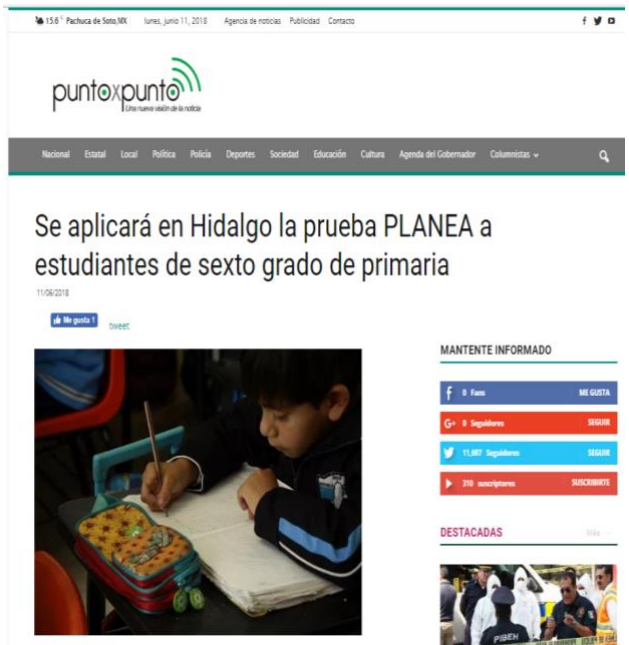 15.6 Pachuca de Soto,MX lunes, junio 11, 2018 Agencia de noticias Publicidad Contacto
puntoxpunto
Una nueva visión de la noticia
Nacional Estatal Local Política Policía Deportes Sociedad Educación Cultura Agenda del Gobernador Columnistas
Se aplicará en Hidalgo la prueba PLANEA a
estudiantes de sexto grado de primaria
11/06/2018
Me gusta 1
tweet
MANTENTE INFORMADO
0 Fans ME GUSTA
G+ 0 Seguidores SEGUIR
11,087 Seguidores SEGUIR
310 suscriptores SUSCRIBIRTE
DESTACADAS Más
PIBEH